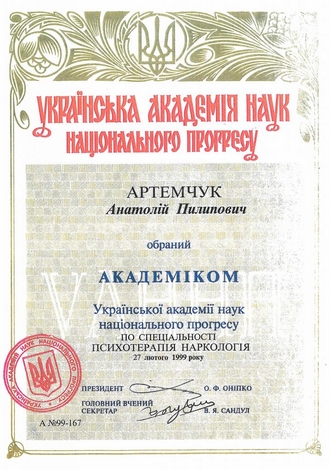 УКРАЇНСЬКА АКАДЕМІЯ НАУК
НАЦІОНАЛЬНОГО ПРОГРЕСУ
АРТЕМЧУК
Анатолій Пилипович
обраний
АКАДЕМІКОМ
Української академії наук
національного прогресу
ПО СПЕЦІАЛЬНОСТІ
ПСИХОТЕРАПІЯ НАРКОЛОГІЯ
27 лютого 1999 року
ПРЕЗИДЕНТ О. Ф. ОНІПКО
ГОЛОВНИЙ ВЧЕНИЙ
СЕКРЕТАР В. Я. САНДУЛ
А №99-167